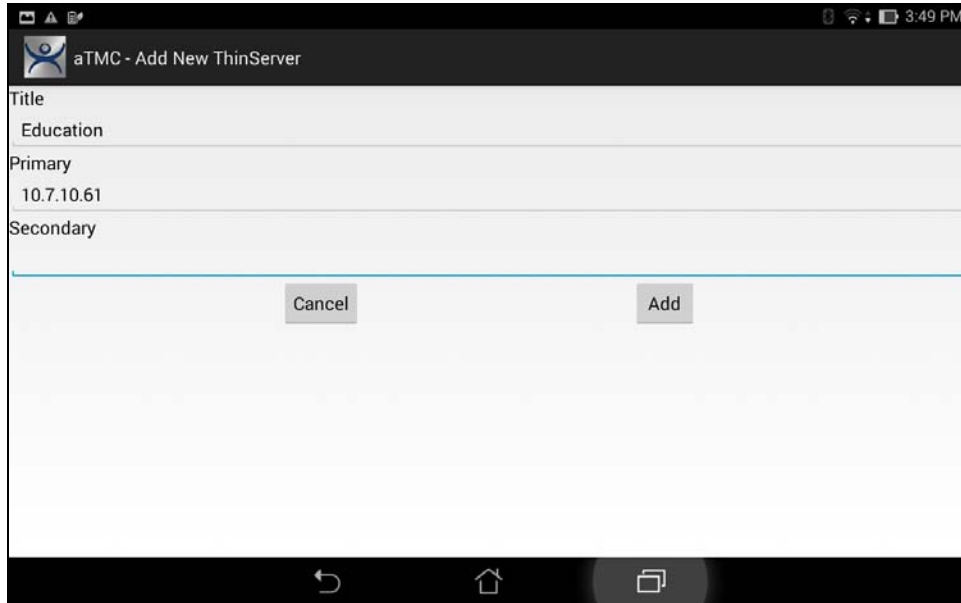 3:49 PM
aTMC - Add New ThinServer
Title
Education
Primary
10.7.10.61
Secondary
Cancel
Add